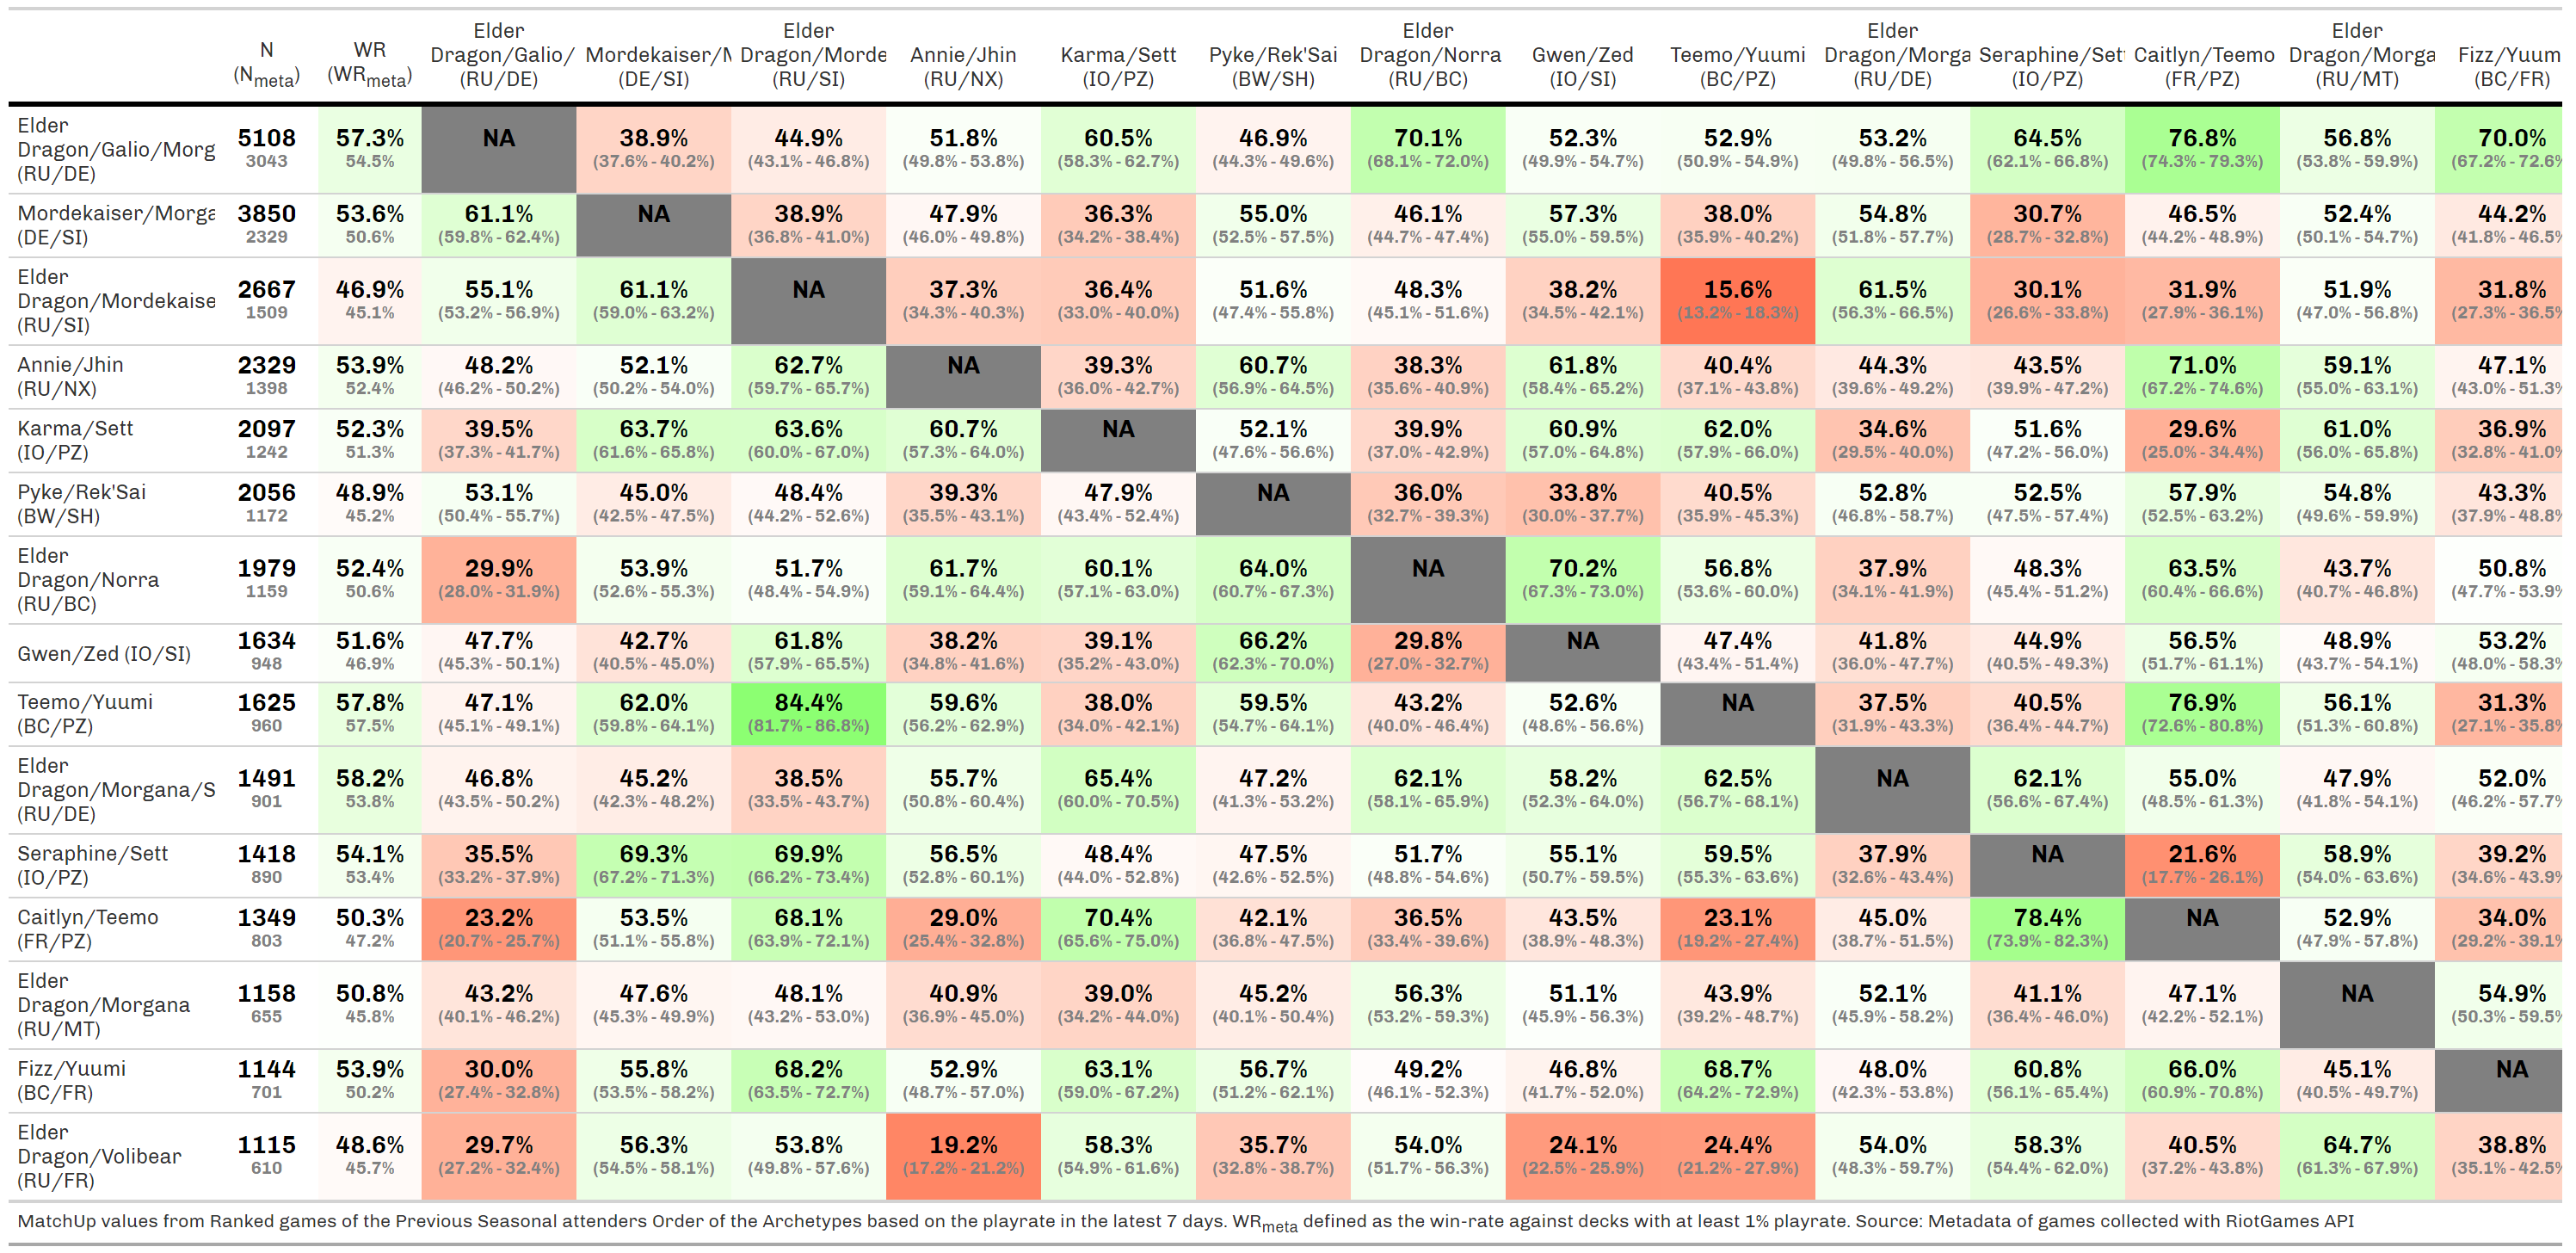 N (Nmeta) WR (WRmeta) Elder Dragon/Galio/ (RU/DE) Mordekaiser/M (DE/SI) Elder Dragon/Morde (RU/SI) Annie/Jhin (RU/NX) Karma/Sett (IO/PZ) Pyke/Rek'Sai (BW/SH) Elder Dragon/Norra (RU/BC) Gwen/Zed (IO/SI) Teemo/Yuumi (BC/PZ) Elder Dragon/Morga (RU/DE) Seraphine/Sett (IO/PZ) Caitlyn/Teemo (FR/PZ) Elder Dragon/Morga (RU/MT) Fizz/Yuum (BC/FR)
Elder Dragon/Galio/Morg (RU/DE)
5108 57.3% NA 38.9% 44.9% 51.8% 60.5% 46.9% 70.1% 52.3% 52.9% 53.2% 64.5% 76.8% 56.8% 70.0%
3043 54.5% (37.6% - 40.2%) (43.1% - 46.8%) (49.8% - 53.8%) (58.3% - 62.7%) (44.3% - 49.6%) (68.1% - 72.0%) (49.9% - 54.7%) (50.9% - 54.9%) (49.8% - 56.5%) (62.1% - 66.8%) (74.3% - 79.3%) (53.8% - 59.9%) (67.2% - 72.6%
Mordekaiser/Morga (DE/SI)
3850 53.6% 61.1% NA 38.9% 47.9% 36.3% 55.0% 46.1% 57.3% 38.0% 54.8% 30.7% 46.5% 52.4% 44.2%
2329 50.6% (59.8% - 62.4%) (36.8% - 41.0%) (46.0% - 49.8%) (34.2% - 38.4%) (52.5% - 57.5%) (44.7% - 47.4%) (55.0% - 59.5%) (35.9% - 40.2%) (51.8% - 57.7%) (28.7% - 32.8%) (44.2% - 48.9%) (50.1% - 54.7%) (41.8% - 46.5%
Elder Dragon/Mordekaise (RU/SI)
2667 46.9% 55.1% 61.1% NA 37.3% 36.4% 51.6% 48.3% 38.2% 15.6% 61.5% 30.1% 31.9% 51.9% 31.8%
1509 45.1% (53.2% - 56.9%) (59.0% - 63.2%) (34.3% - 40.3%) (33.0% - 40.0%) (47.4% - 55.8%) (45.1% - 51.6%) (34.5% - 42.1%) (13.2% - 18.3%) (56.3% - 66.5%) (26.6% - 33.8%) (27.9% - 36.1%) (47.0% - 56.8%) (27.3% - 36.5%
Annie/Jhin (RU/NX)
2329 53.9% 48.2% 52.1% 62.7% NA 39.3% 60.7% 38.3% 61.8% 40.4% 44.3% 43.5% 71.0% 59.1% 47.1%
1398 52.4% (46.2% - 50.2%) (50.2% - 54.0%) (59.7% - 65.7%) (36.0% - 42.7%) (56.9% - 64.5%) (35.6% - 40.9%) (58.4% - 65.2%) (37.1% - 43.8%) (39.6% - 49.2%) (39.9% - 47.2%) (67.2% - 74.6%) (55.0% - 63.1%) (43.0% - 51.3%
Karma/Sett (IO/PZ)
2097 52.3% 39.5% 63.7% 63.6% 60.7% NA 52.1% 39.9% 60.9% 62.0% 34.6% 51.6% 29.6% 61.0% 36.9%
1242 51.3% (37.3% - 41.7%) (61.6% - 65.8%) (60.0% - 67.0%) (57.3% - 64.0%) (47.6% - 56.6%) (37.0% - 42.9%) (57.0% - 64.8%) (57.9% - 66.0%) (29.5% - 40.0%) (47.2% - 56.0%) (25.0% - 34.4%) (56.0% - 65.8%) (32.8% - 41.0%
Pyke/Rek'Sai (BW/SH)
2056 48.9% 53.1% 45.0% 48.4% 39.3% 47.9% NA 36.0% 33.8% 40.5% 52.8% 52.5% 57.9% 54.8% 43.3%
1172 45.2% (50.4% - 55.7%) (42.5% - 47.5%) (44.2% - 52.6%) (35.5% - 43.1%) (43.4% - 52.4%) (32.7% - 39.3%) (30.0% - 37.7%) (35.9% - 45.3%) (46.8% - 58.7%) (47.5% - 57.4%) (52.5% - 63.2%) (49.6% - 59.9%) (37.9% - 48.8%
Elder Dragon/Norra (RU/BC)
1979 52.4% 29.9% 53.9% 51.7% 61.7% 60.1% 64.0% NA 70.2% 56.8% 37.9% 48.3% 63.5% 43.7% 50.8%
1159 50.6% (28.0% - 31.9%) (52.6% - 55.3%) (48.4% - 54.9%) (59.1% - 64.4%) (57.1% - 63.0%) (60.7% - 67.3%) (67.3% - 73.0%) (53.6% - 60.0%) (34.1% - 41.9%) (45.4% - 51.2%) (60.4% - 66.6%) (40.7% - 46.8%) (47.7% - 53.9%
Gwen/Zed (IO/SI)
1634 51.6% 47.7% 42.7% 61.8% 38.2% 39.1% 66.2% 29.8% NA 47.4% 41.8% 44.9% 56.5% 48.9% 53.2%
948 46.9% (45.3% - 50.1%) (40.5% - 45.0%) (57.9% - 65.5%) (34.8% - 41.6%) (35.2% - 43.0%) (62.3% - 70.0%) (27.0% - 32.7%) (43.4% - 51.4%) (36.0% - 47.7%) (40.5% - 49.3%) (51.7% - 61.1%) (43.7% - 54.1%) (48.0% - 58.3%
Teemo/Yuumi (BC/PZ)
1625 57.8% 47.1% 62.0% 84.4% 59.6% 38.0% 59.5% 43.2% 52.6% NA 37.5% 40.5% 76.9% 56.1% 31.3%
960 57.5% (45.1% - 49.1%) (59.8% - 64.1%) (81.7% - 86.8%) (56.2% - 62.9%) (34.0% - 42.1%) (54.7% - 64.1%) (40.0% - 46.4%) (48.6% - 56.6%) (31.9% - 43.3%) (36.4% - 44.7%) (72.6% - 80.8%) (51.3% - 60.8%) (27.1% - 35.8%
Elder Dragon/Morgana/S (RU/DE)
1491 58.2% 46.8% 45.2% 38.5% 55.7% 65.4% 47.2% 62.1% 58.2% 62.5% NA 62.1% 55.0% 47.9% 52.0%
901 53.8% (43.5% - 50.2%) (42.3% - 48.2%) (33.5% - 43.7%) (50.8% - 60.4%) (60.0% - 70.5%) (41.3% - 53.2%) (58.1% - 65.9%) (52.3% - 64.0%) (56.7% - 68.1%) (56.6% - 67.4%) (48.5% - 61.3%) (41.8% - 54.1%) (46.2% - 57.7%
Seraphine/Sett (IO/PZ)
1418 54.1% 35.5% 69.3% 69.9% 56.5% 48.4% 47.5% 51.7% 55.1% 59.5% 37.9% NA 21.6% 58.9% 39.2%
890 53.4% (33.2% - 37.9%) (67.2% - 71.3%) (66.2% - 73.4%) (52.8% - 60.1%) (44.0% - 52.8%) (42.6% - 52.5%) (48.8% - 54.6%) (50.7% - 59.5%) (55.3% - 63.6%) (32.6% - 43.4%) (17.7% - 26.1%) (54.0% - 63.6%) (34.6% - 43.9%
Caitlyn/Teemo (FR/PZ)
1349 50.3% 23.2% 53.5% 68.1% 29.0% 70.4% 42.1% 36.5% 43.5% 23.1% 45.0% 78.4% NA 52.9% 34.0%
803 47.2% (20.7% - 25.7%) (51.1% - 55.8%) (63.9% - 72.1%) (25.4% - 32.8%) (65.6% - 75.0%) (36.8% - 47.5%) (33.4% - 39.6%) (38.9% - 48.3%) (19.2% - 27.4%) (38.7% - 51.5%) (73.9% - 82.3%) (47.9% - 57.8%) (29.2% - 39.1%
Elder Dragon/Morgana (RU/MT)
1158 50.8% 43.2% 47.6% 48.1% 40.9% 39.0% 45.2% 56.3% 51.1% 43.9% 52.1% 41.1% 47.1% NA 54.9%
655 45.8% (40.1% - 46.2%) (45.3% - 49.9%) (43.2% - 53.0%) (36.9% - 45.0%) (34.2% - 44.0%) (40.1% - 50.4%) (53.2% - 59.3%) (45.9% - 56.3%) (39.2% - 48.7%) (45.9% - 58.2%) (36.4% - 46.0%) (42.2% - 52.1%) (50.3% - 59.5%
Fizz/Yuumi (BC/FR)
1144 53.9% 30.0% 55.8% 68.2% 52.9% 63.1% 56.7% 49.2% 46.8% 68.7% 48.0% 60.8% 66.0% 45.1% NA
701 50.2% (27.4% - 32.8%) (53.5% - 58.2%) (63.5% - 72.7%) (48.7% - 57.0%) (59.0% - 67.2%) (51.2% - 62.1%) (46.1% - 52.3%) (41.7% - 52.0%) (64.2% - 72.9%) (42.3% - 53.8%) (56.1% - 65.4%) (60.9% - 70.8%) (40.5% - 49.7%)
Elder Dragon/Volibear (RU/FR)
1115 48.6% 29.7% 56.3% 53.8% 19.2% 58.3% 35.7% 54.0% 24.1% 24.4% 54.0% 58.3% 40.5% 64.7% 38.8%
610 45.7% (27.2% - 32.4%) (54.5% - 58.1%) (49.8% - 57.6%) (17.2% - 21.2%) (54.9% - 61.6%) (32.8% - 38.7%) (51.7% - 56.3%) (22.5% - 25.9%) (21.2% - 27.9%) (48.3% - 59.7%) (54.4% - 62.0%) (37.2% - 43.8%) (61.3% - 67.9%) (35.1% - 42.5%
MatchUp values from Ranked games of the Previous Seasonal attenders Order of the Archetypes based on the playrate in the latest 7 days. WRmeta defined as the win-rate against decks with at least 1% playrate. Source: Metadata of games collected with RiotGames API